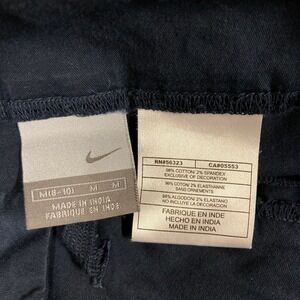 M(8-10) M M
MADE IN INDIA
FABRIQUE EN INDE
RN#56323 CA#05553
98% COTTON/ 2% SPANDEX
EXCLUSIVE OF DECORATION
98% COTON/ 2% ELASTHANNE
SANS ORNEMENTS
98% ALGODON/ 2% ELASTANO
NO INCLUYE LA DECORACION
FABRIQUE EN INDE
HECHO EN INDIA
MADE IN INDIA